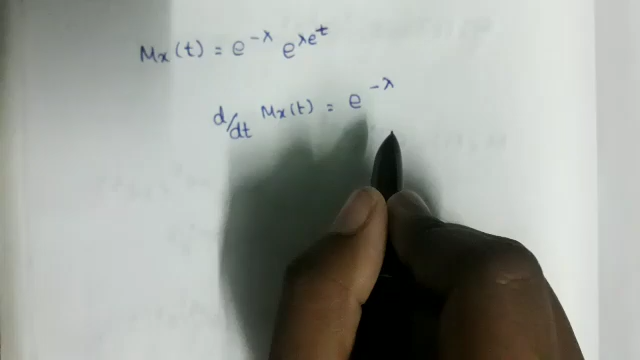 Mx(t) = e^{-λ} e^{λe^t}
d/dt Mx(t) = e^{-λ}